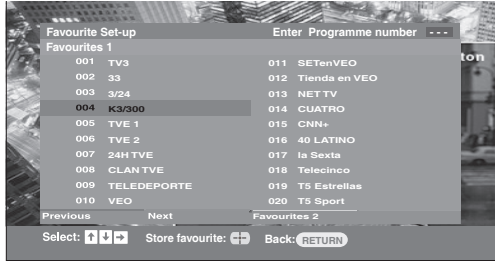 Favourite Set-up Enter Programme number - - -
Favourites 1
001 TV3 011 SETenVEO
002 33 012 Tienda en VEO
003 3/24 013 NET TV
004 K3/300 014 CUATRO
005 TVE 1 015 CNN+
006 TVE 2 016 40 LATINO
007 24H TVE 017 la Sexta
008 CLAN TVE 018 Telecinco
009 TELEDEPORTE 019 T5 Estrellas
010 VEO 020 T5 Sport
Previous Next Favourites 2
Select: ↑ ↓ → Store favourite: Back: RETURN
ton